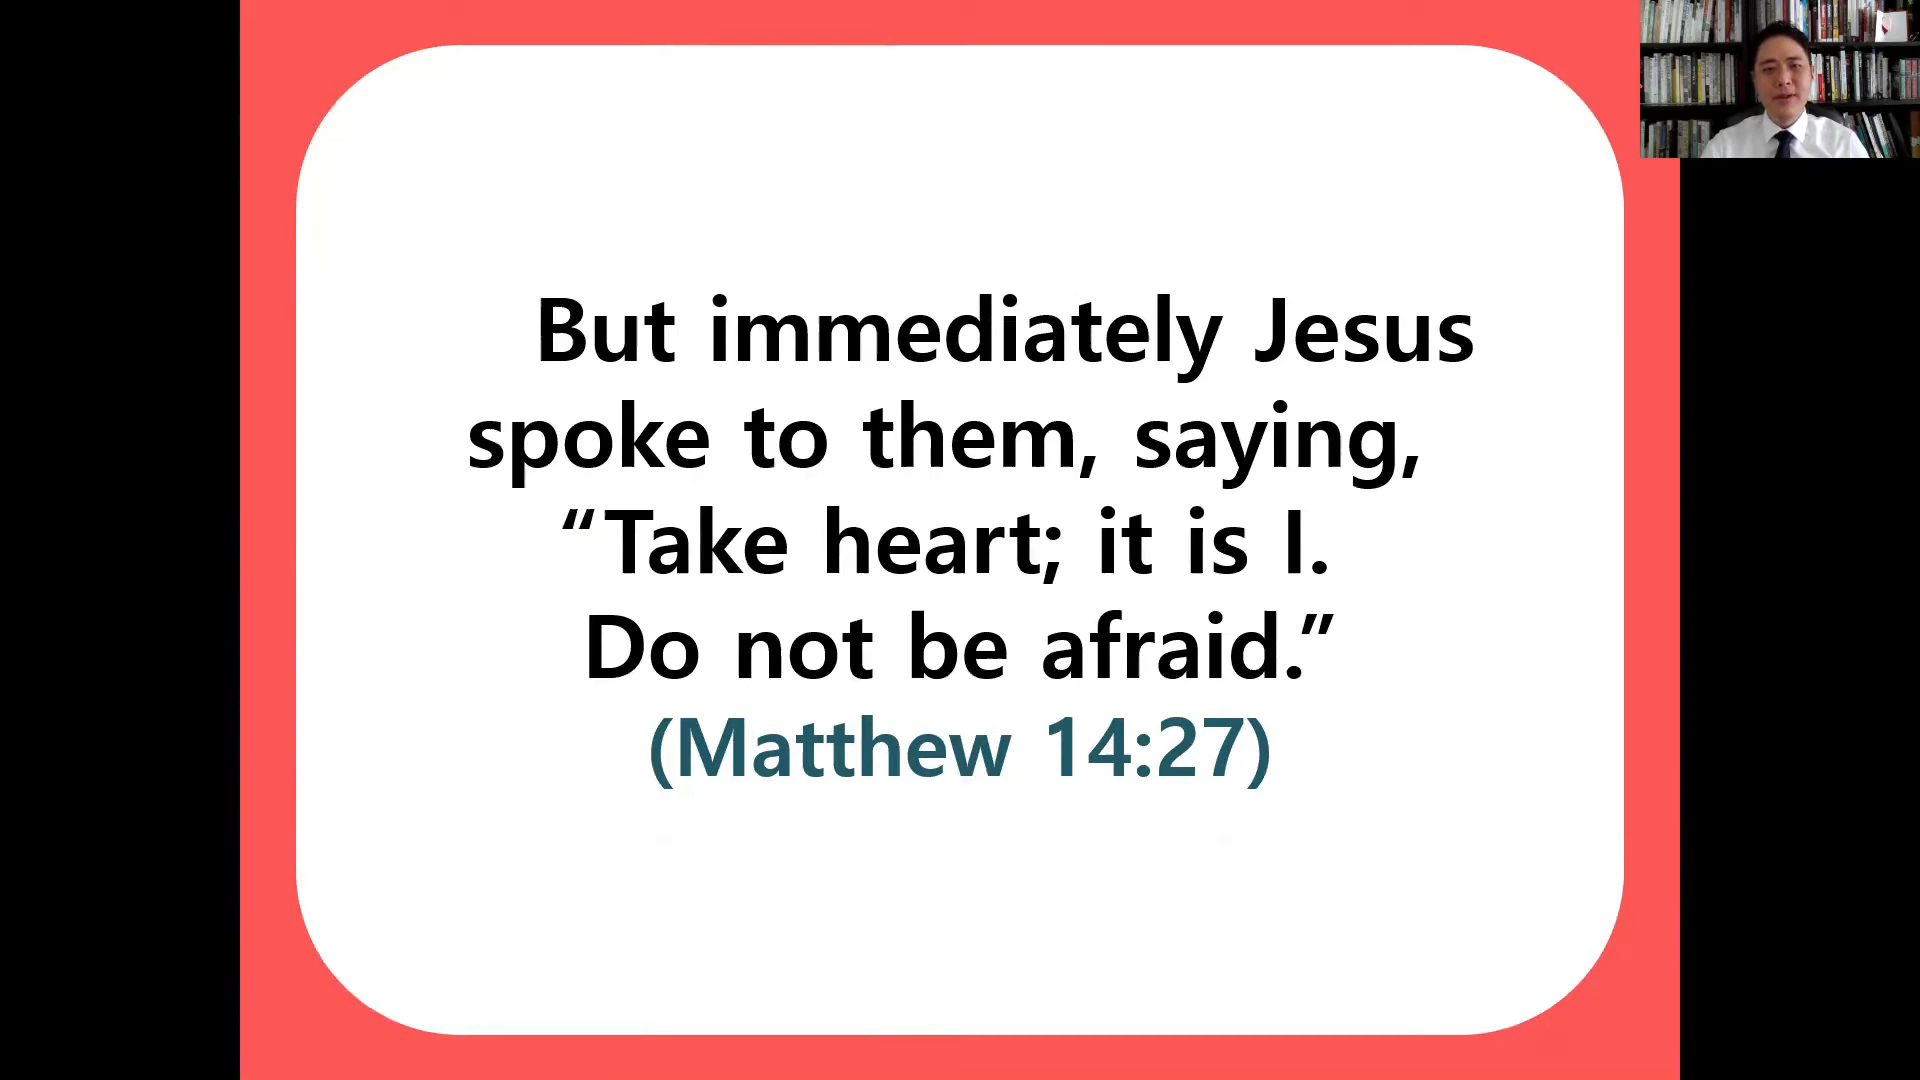 But immediately Jesus
spoke to them, saying,
“Take heart; it is I.
Do not be afraid.”
(Matthew 14:27)